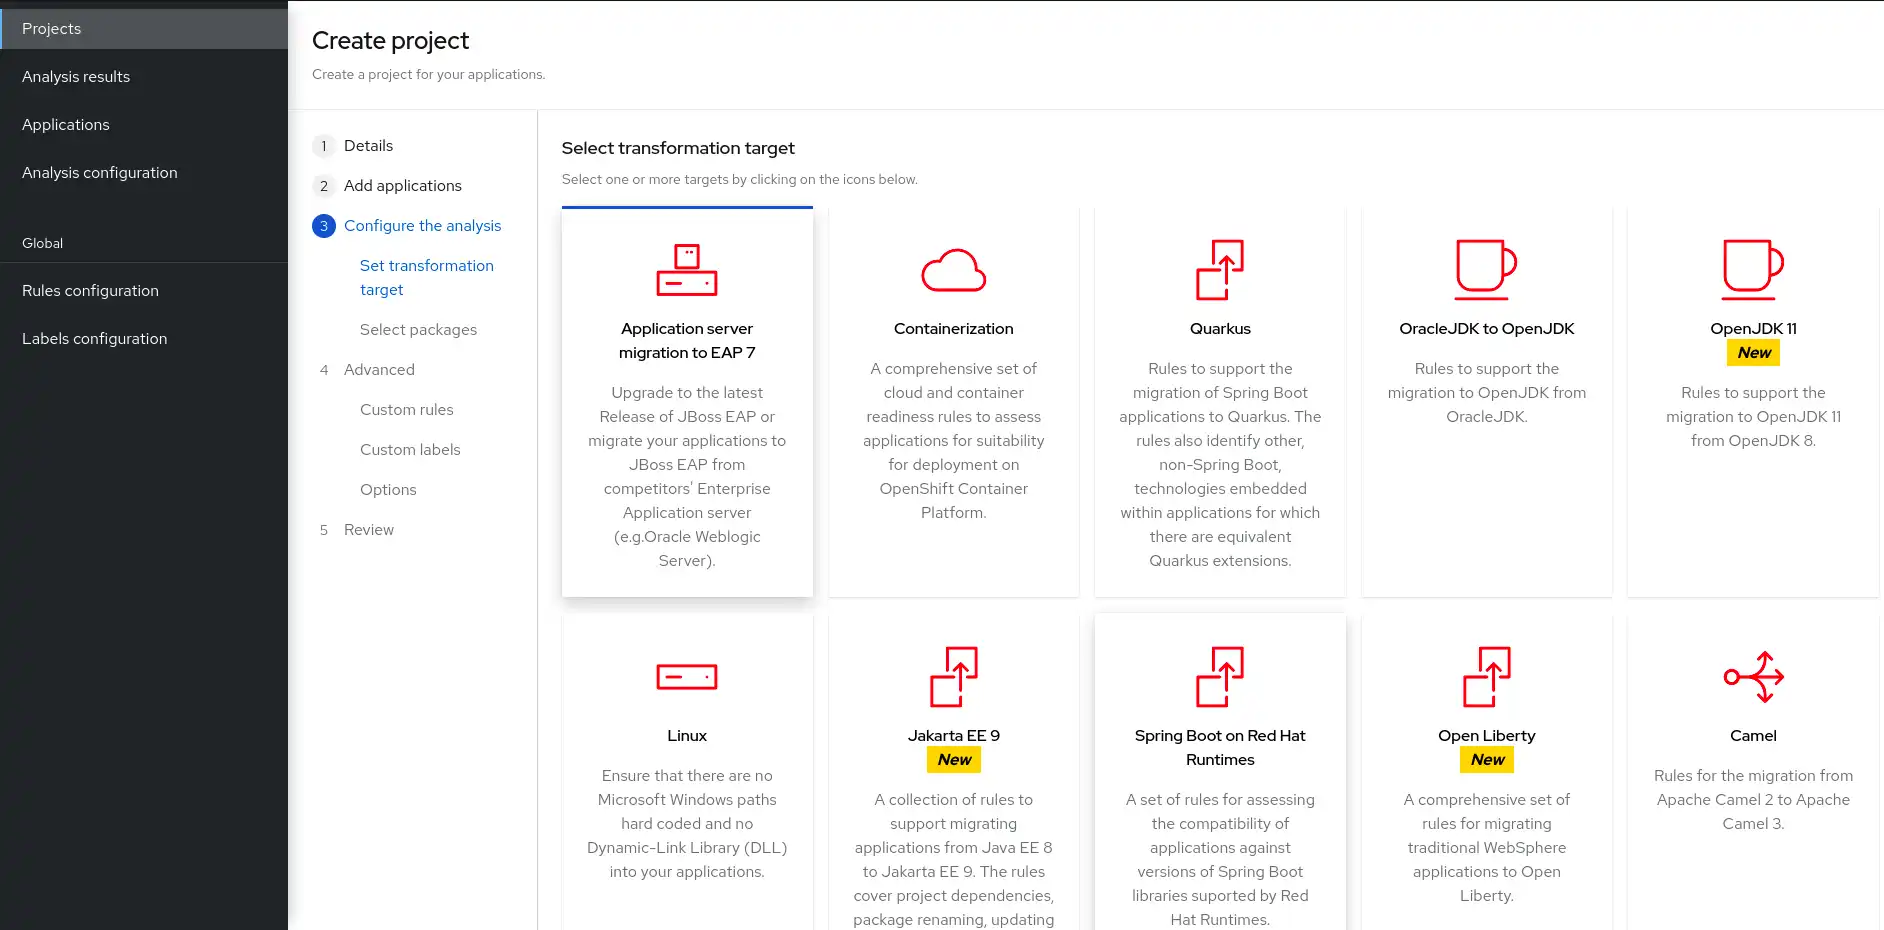 Projects
Analysis results
Applications
Analysis configuration
Global
Rules configuration
Labels configuration
Create project
Create a project for your applications.
1 Details
2 Add applications
3 Configure the analysis
Set transformation
target
Select packages
4 Advanced
Custom rules
Custom labels
Options
5 Review
Select transformation target
Select one or more targets by clicking on the icons below.
Application server
migration to EAP 7
Upgrade to the latest
Release of JBoss EAP or
migrate your applications to
JBoss EAP from
competitors' Enterprise
Application server
(e.g.Oracle Weblogic
Server).
Containerization
A comprehensive set of
cloud and container
readiness rules to assess
applications for suitability
for deployment on
OpenShift Container
Platform.
Quarkus
Rules to support the
migration of Spring Boot
applications to Quarkus. The
rules also identify other,
non-Spring Boot,
technologies embedded
within applications for which
there are equivalent
Quarkus extensions.
OracleJDK to OpenJDK
Rules to support the
migration to OpenJDK from
OracleJDK.
OpenJDK 11
New
Rules to support the
migration to OpenJDK 11
from OpenJDK 8.
Linux
Ensure that there are no
Microsoft Windows paths
hard coded and no
Dynamic-Link Library (DLL)
into your applications.
Jakarta EE 9
New
A collection of rules to
support migrating
applications from Java EE 8
to Jakarta EE 9. The rules
cover project dependencies,
package renaming, updating
Spring Boot on Red Hat
Runtimes
A set of rules for assessing
the compatibility of
applications against
versions of Spring Boot
libraries suported by Red
Hat Runtimes.
Open Liberty
New
A comprehensive set of
rules for migrating
traditional WebSphere
applications to Open
Liberty.
Camel
Rules for the migration from
Apache Camel 2 to Apache
Camel 3.